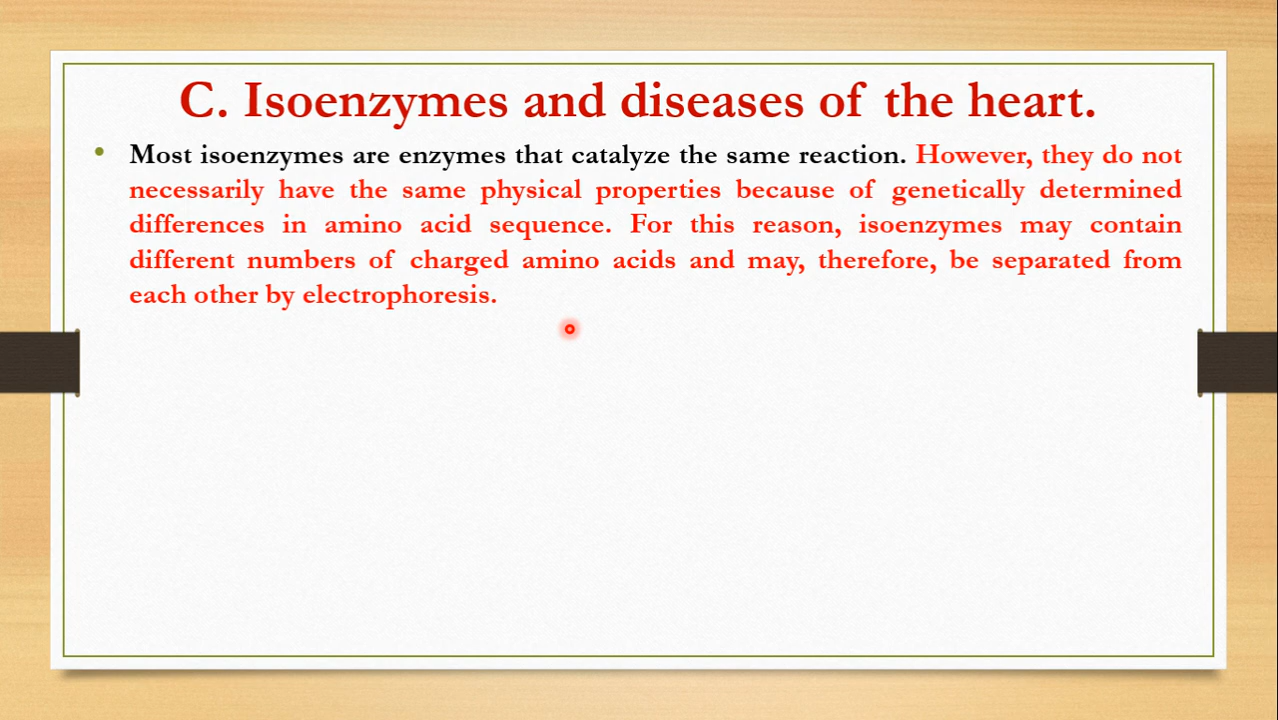 C. Isoenzymes and diseases of the heart.
• Most isoenzymes are enzymes that catalyze the same reaction. However, they do not
necessarily have the same physical properties because of genetically determined
differences in amino acid sequence. For this reason, isoenzymes may contain
different numbers of charged amino acids and may, therefore, be separated from
each other by electrophoresis.